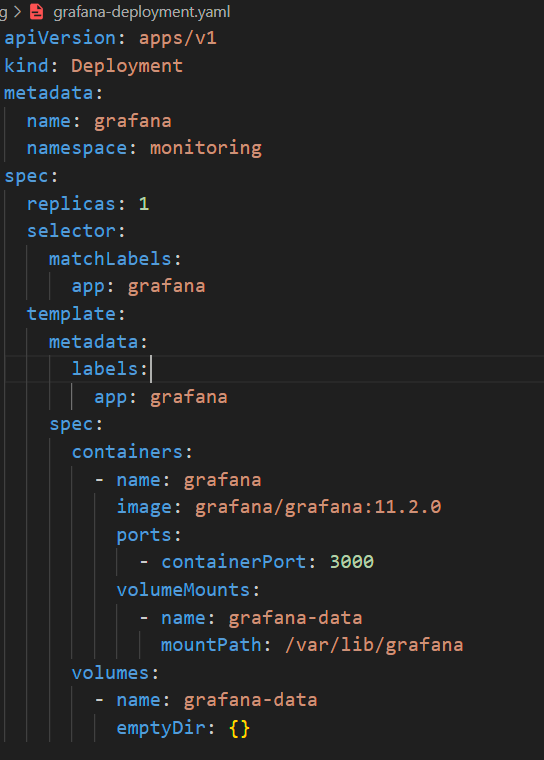 g > grafana-deployment.yaml
apiVersion: apps/v1
kind: Deployment
metadata:
  name: grafana
  namespace: monitoring
spec:
  replicas: 1
  selector:
    matchLabels:
      app: grafana
  template:
    metadata:
      labels:
        app: grafana
    spec:
      containers:
        - name: grafana
          image: grafana/grafana:11.2.0
          ports:
            - containerPort: 3000
          volumeMounts:
            - name: grafana-data
              mountPath: /var/lib/grafana
      volumes:
        - name: grafana-data
          emptyDir: {}